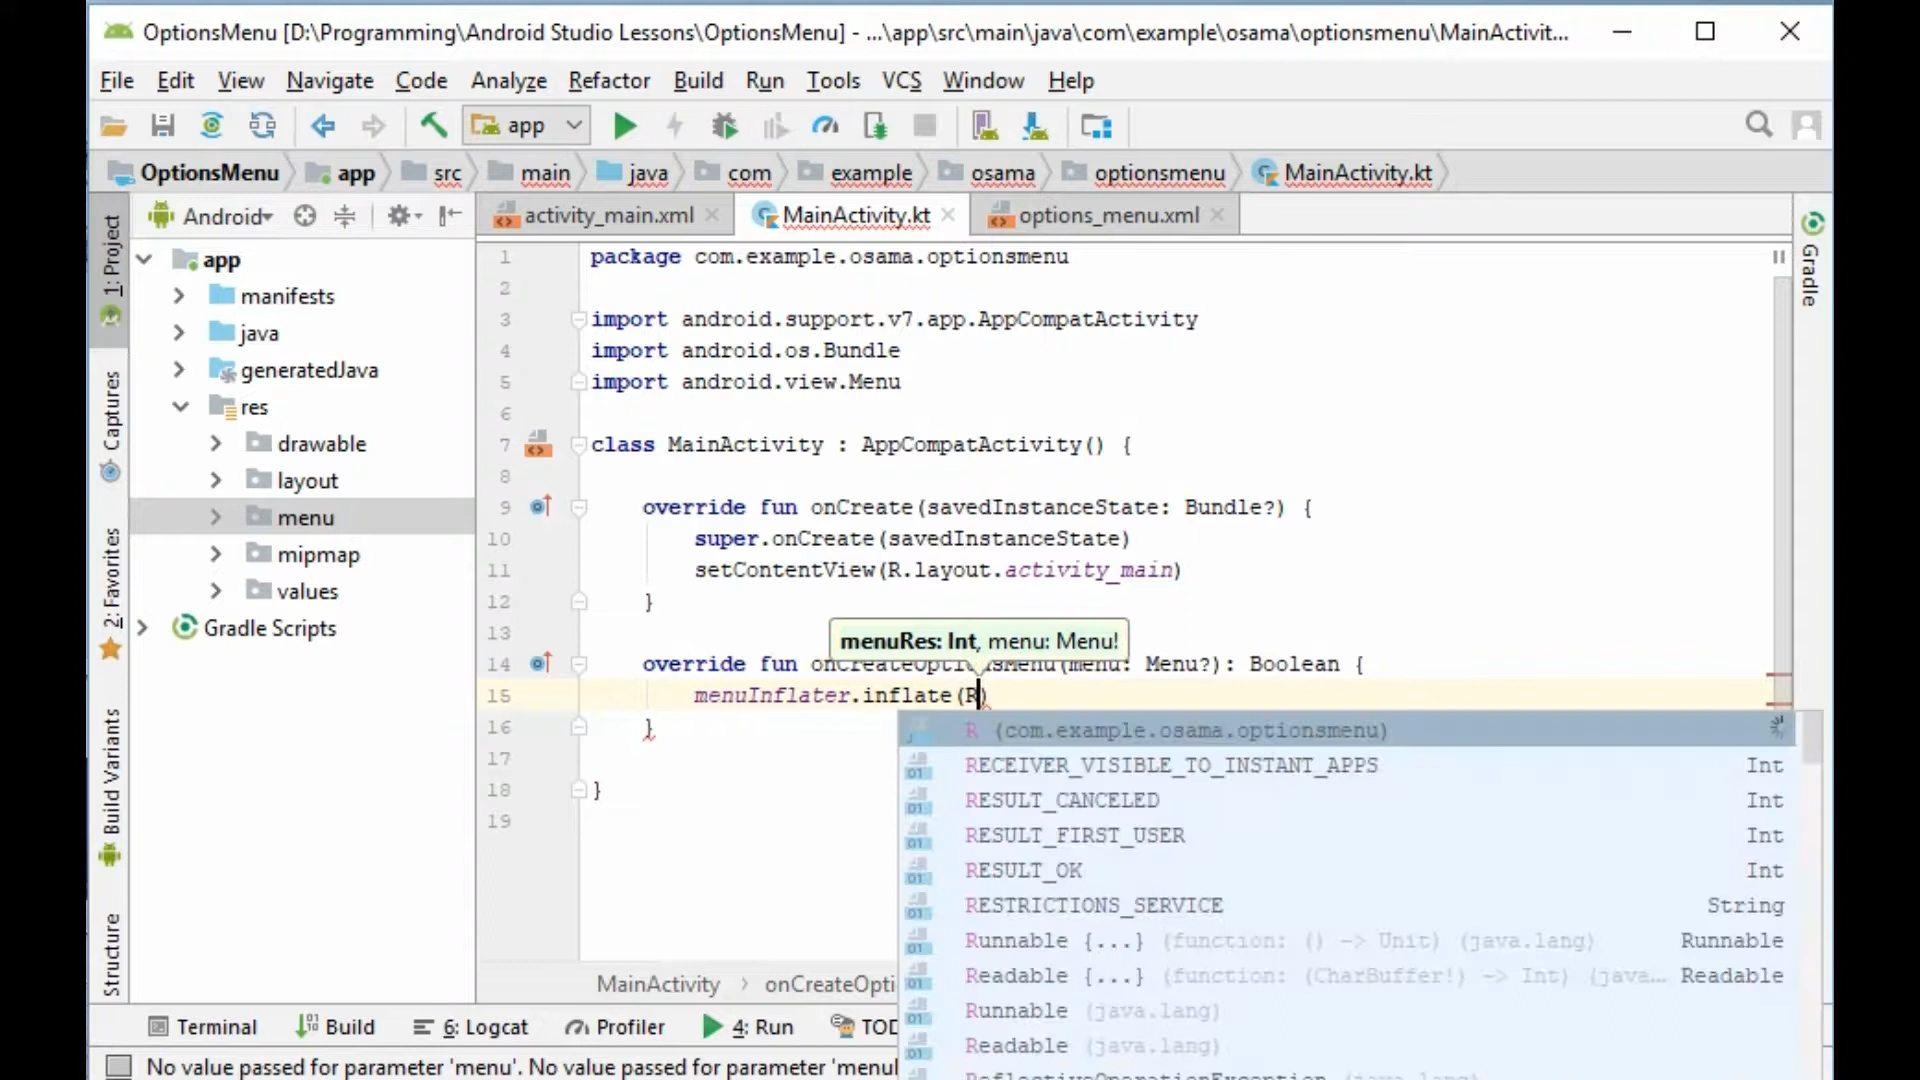 OptionsMenu [D:\Programming\Android Studio Lessons\OptionsMenu] - ...\app\src\main\java\com\example\osama\optionsmenu\MainActivit...
File Edit View Navigate Code Analyze Refactor Build Run Tools VCS Window Help
app
OptionsMenu app src main java com example osama optionsmenu MainActivity.kt
Android
activity_main.xml MainActivity.kt options_menu.xml
1: Project
Captures
2: Favorites
Build Variants
Structure
Gradle
app
manifests
java
generatedJava
res
drawable
layout
menu
mipmap
values
Gradle Scripts
1 package com.example.osama.optionsmenu
2
3 import android.support.v7.app.AppCompatActivity
4 import android.os.Bundle
5 import android.view.Menu
6
7 class MainActivity : AppCompatActivity() {
8
9 override fun onCreate(savedInstanceState: Bundle?) {
10 super.onCreate(savedInstanceState)
11 setContentView(R.layout.activity_main)
12 }
13
menuRes: Int, menu: Menu!
14 override fun onCreateOptionsMenu(menu: Menu?): Boolean {
15 menuInflater.inflate(R)
16 }
17
18 }
19
R (com.example.osama.optionsmenu)
RECEIVER_VISIBLE_TO_INSTANT_APPS Int
RESULT_CANCELED Int
RESULT_FIRST_USER Int
RESULT_OK Int
RESTRICTIONS_SERVICE String
Runnable {...} (function: () -> Unit) (java.lang) Runnable
Readable {...} (function: (CharBuffer!) -> Int) (java... Readable
Runnable (java.lang)
Readable (java.lang)
ReflectiveOperationException (java.lang)
MainActivity › onCreateOpti
Terminal Build 6: Logcat Profiler 4: Run TOD
No value passed for parameter 'menu'. No value passed for parameter 'menu